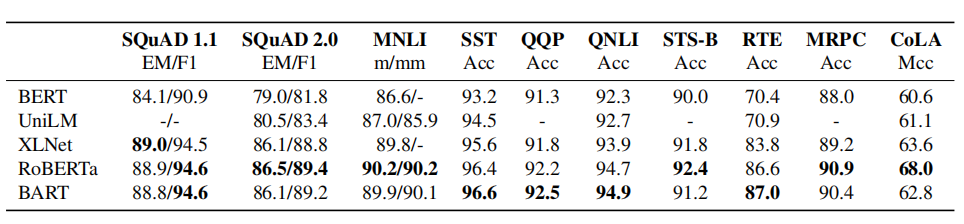 SQuAD 1.1 SQuAD 2.0 MNLI SST QQP QNLI STS-B RTE MRPC CoLA
EM/F1 EM/F1 m/mm Acc Acc Acc Acc Acc Acc Mcc
BERT 84.1/90.9 79.0/81.8 86.6/- 93.2 91.3 92.3 90.0 70.4 88.0 60.6
UniLM -/- 80.5/83.4 87.0/85.9 94.5 - 92.7 - 70.9 - 61.1
XLNet 89.0/94.5 86.1/88.8 89.8/- 95.6 91.8 93.9 91.8 83.8 89.2 63.6
RoBERTa 88.9/94.6 86.5/89.4 90.2/90.2 96.4 92.2 94.7 92.4 86.6 90.9 68.0
BART 88.8/94.6 86.1/89.2 89.9/90.1 96.6 92.5 94.9 91.2 87.0 90.4 62.8